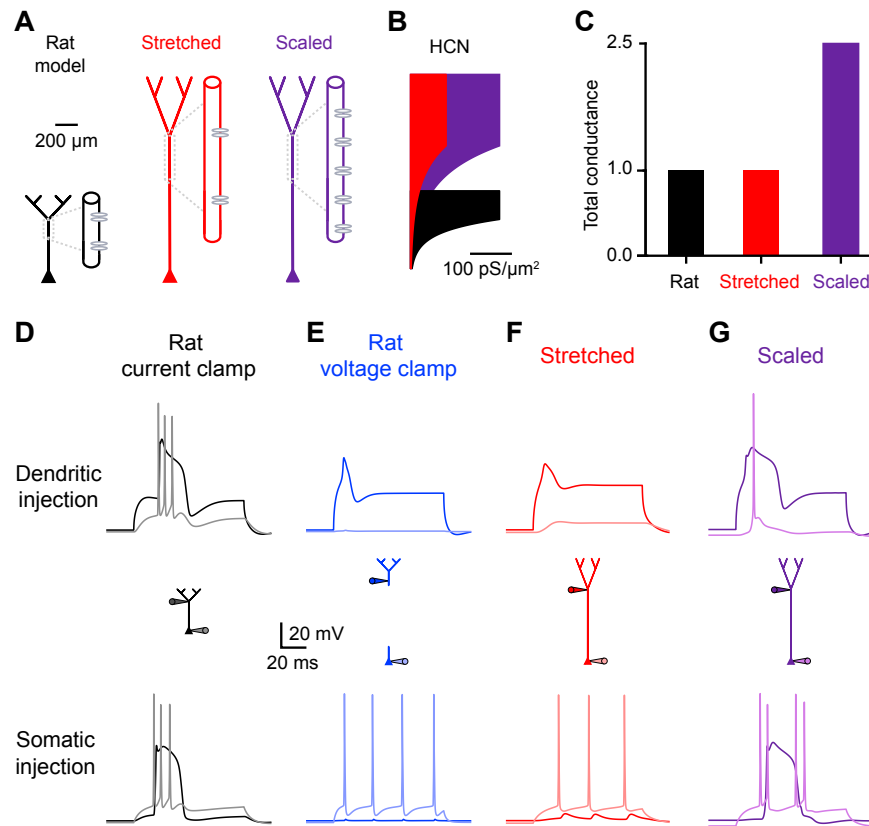 A
Rat
model
Stretched
Scaled
200 µm
B
HCN
100 pS/µm²
C
Total conductance
2.5
1.0
0.0
Rat
Stretched
Scaled
D
Rat
current clamp
E
Rat
voltage clamp
F
Stretched
G
Scaled
Dendritic
injection
20 mV
20 ms
Somatic
injection